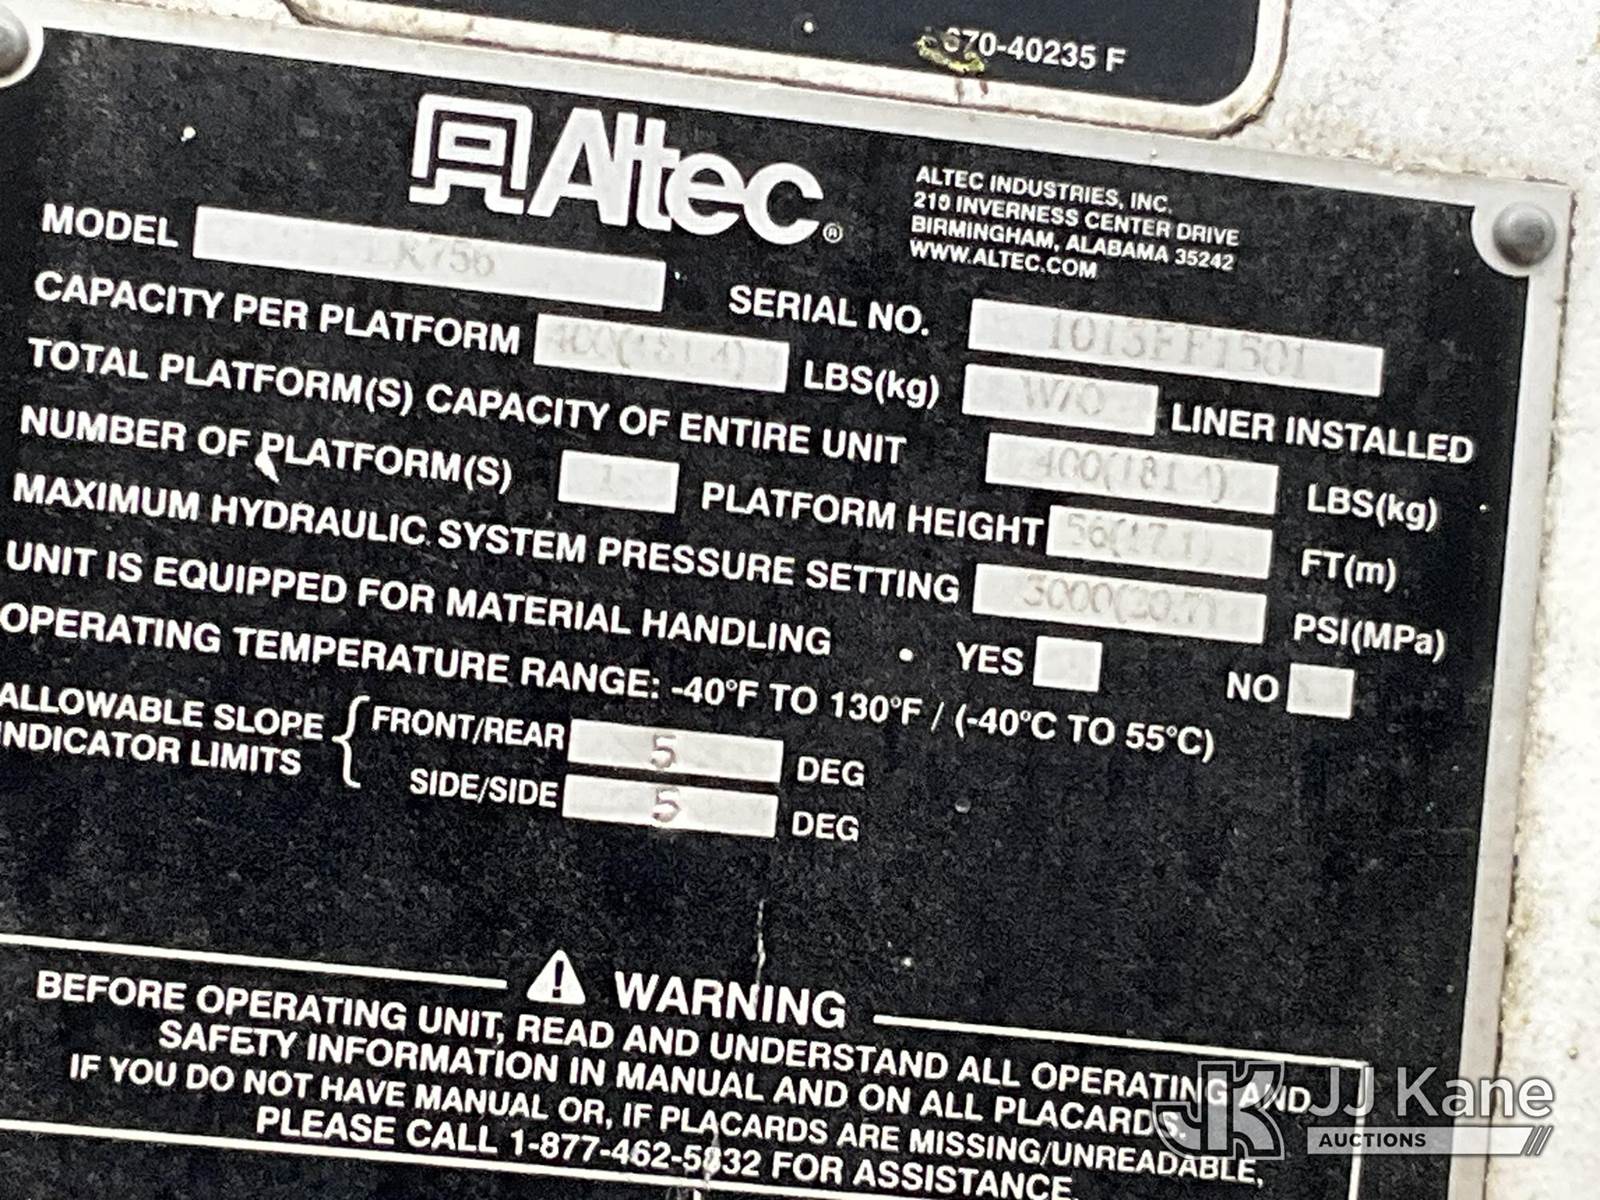 70-40235 F
Altec®
ALTEC INDUSTRIES, INC.
210 INVERNESS CENTER DRIVE
BIRMINGHAM, ALABAMA 35242
WWW.ALTEC.COM
MODEL LR756
SERIAL NO. 1013FF1501
CAPACITY PER PLATFORM 400(181.4) LBS(kg) W/O LINER INSTALLED
TOTAL PLATFORM(S) CAPACITY OF ENTIRE UNIT 400(181.4) LBS(kg)
NUMBER OF PLATFORM(S) 1 PLATFORM HEIGHT 56(17.1) FT(m)
MAXIMUM HYDRAULIC SYSTEM PRESSURE SETTING 3000(20.7) PSI(MPa)
UNIT IS EQUIPPED FOR MATERIAL HANDLING • YES NO
OPERATING TEMPERATURE RANGE: -40°F TO 130°F / (-40°C TO 55°C)
ALLOWABLE SLOPE INDICATOR LIMITS
FRONT/REAR 5 DEG
SIDE/SIDE 5 DEG
WARNING
BEFORE OPERATING UNIT, READ AND UNDERSTAND ALL OPERATING AND
SAFETY INFORMATION IN MANUAL AND ON ALL PLACARDS.
IF YOU DO NOT HAVE MANUAL OR, IF PLACARDS ARE MISSING/UNREADABLE,
PLEASE CALL 1-877-462-5832 FOR ASSISTANCE.
JK JJ Kane
AUCTIONS